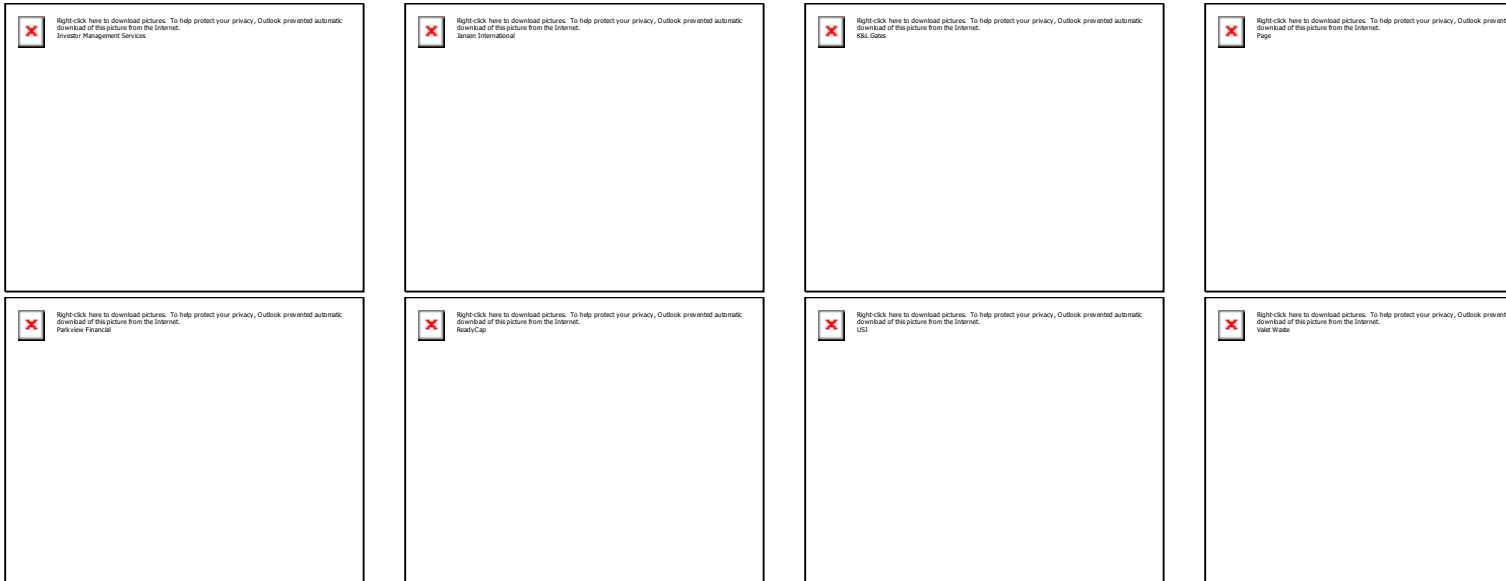 Right-click here to download pictures. To help protect your privacy, Outlook prevented automatic
download of this picture from the Internet.
Investor Management Services
Right-click here to download pictures. To help protect your privacy, Outlook prevented automatic
download of this picture from the Internet.
Jansen International
Right-click here to download pictures. To help protect your privacy, Outlook prevented automatic
download of this picture from the Internet.
K&L Gates
Right-click here to download pictures. To help protect your privacy, Outlook prevent
download of this picture from the Internet.
Page
Right-click here to download pictures. To help protect your privacy, Outlook prevented automatic
download of this picture from the Internet.
Parkview Financial
Right-click here to download pictures. To help protect your privacy, Outlook prevented automatic
download of this picture from the Internet.
ReadyCap
Right-click here to download pictures. To help protect your privacy, Outlook prevented automatic
download of this picture from the Internet.
USI
Right-click here to download pictures. To help protect your privacy, Outlook prevent
download of this picture from the Internet.
Valet Waste